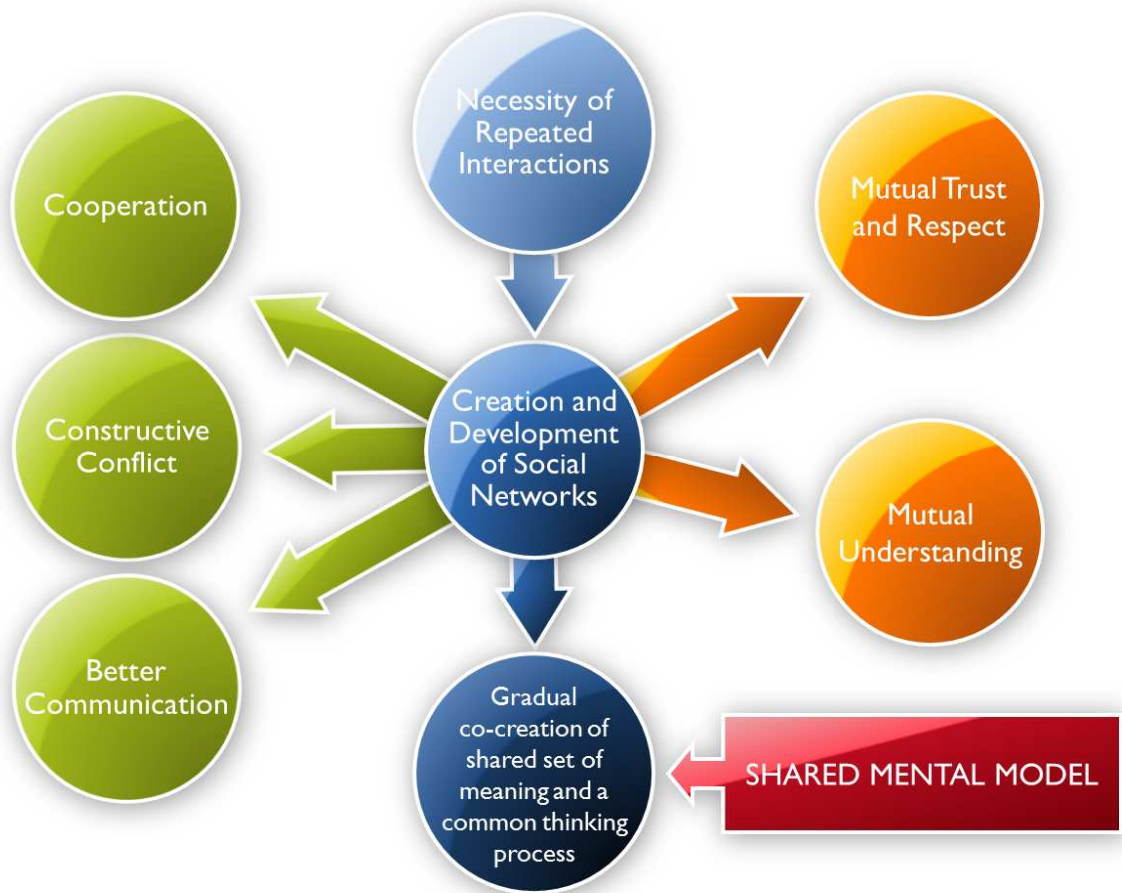 Necessity of
Repeated
Interactions
Cooperation
Mutual Trust
and Respect
Constructive
Conflict
Creation and
Development
of Social
Networks
Mutual
Understanding
Better
Communication
Gradual
co-creation of
shared set of
meaning and a
common thinking
process
SHARED MENTAL MODEL